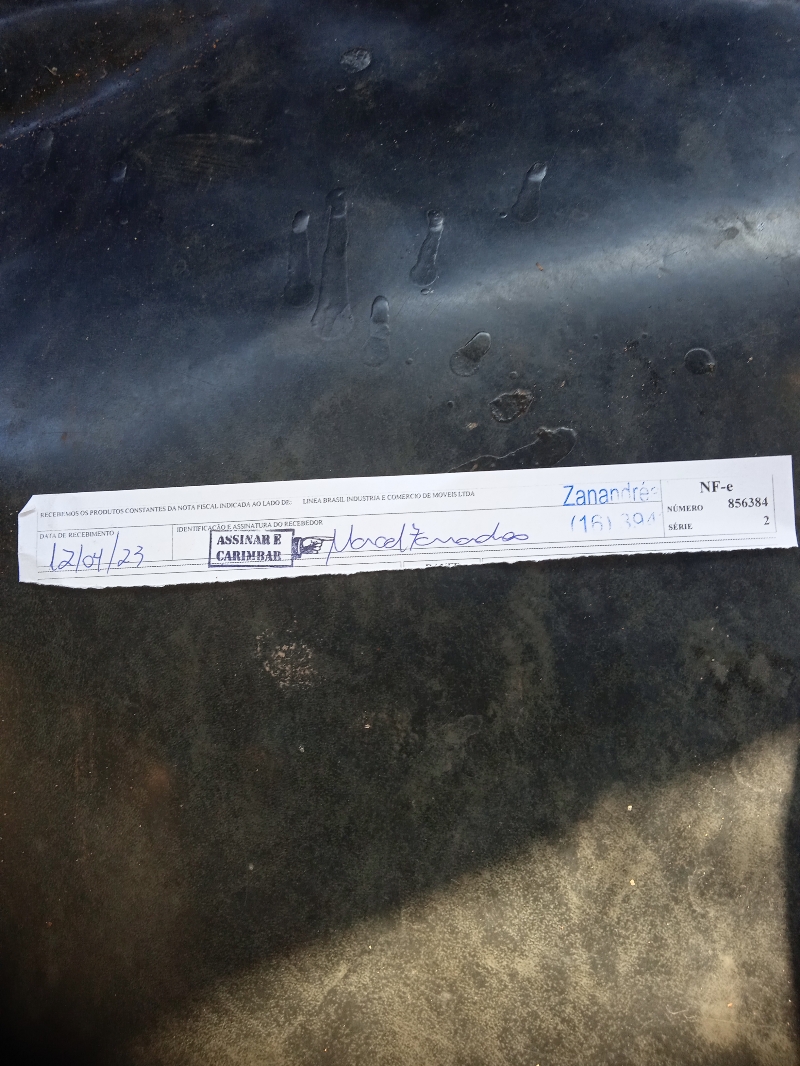 RECEBEMOS OS PRODUTOS CONSTANTES DA NOTA FISCAL INDICADA AO LADO DE: LINEA BRASIL INDUSTRIA E COMERCIO DE MOVEIS LTDA
Zanandré
NF-e
NÚMERO 856384
SÉRIE 2
(16) 394
DATA DE RECEBIMENTO
12/04/23
IDENTIFICAÇÃO E ASSINATURA DO RECEBEDOR
ASSINAR E
CARIMBAR